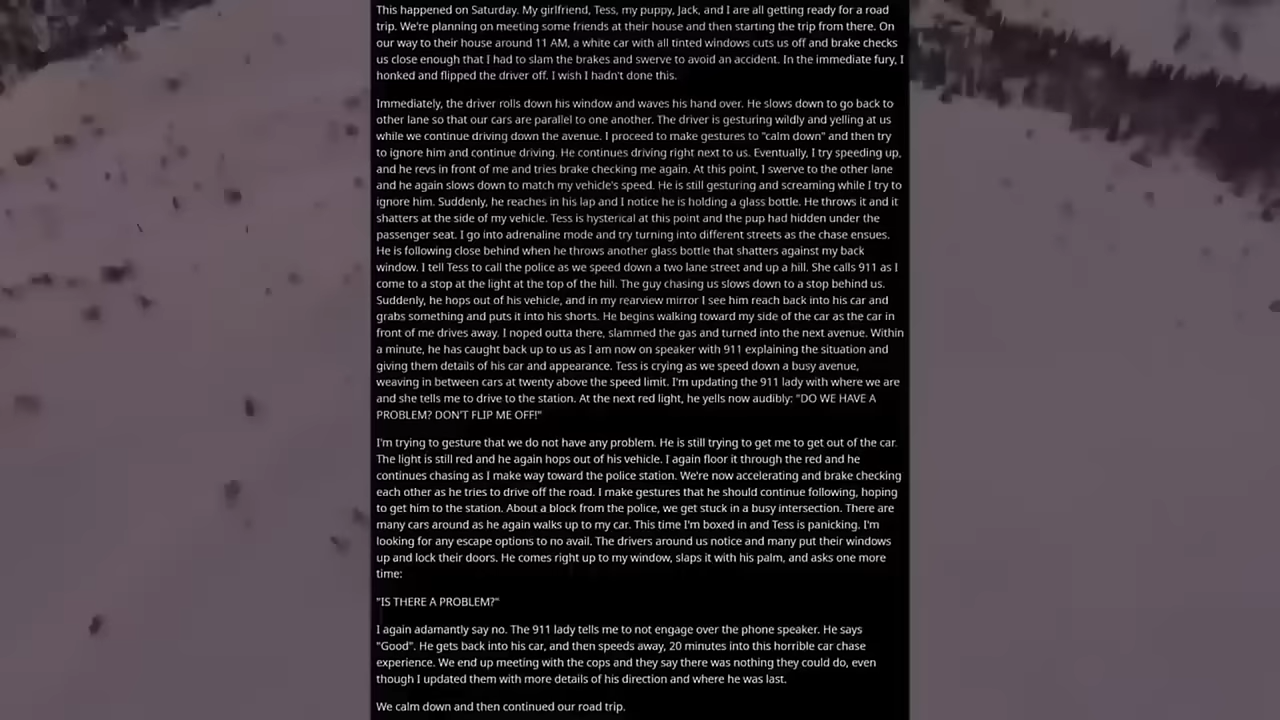 This happened on Saturday. My girlfriend, Tess, my puppy, Jack, and I are all getting ready for a road
trip. We're planning on meeting some friends at their house and then starting the trip from there. On
our way to their house around 11 AM, a white car with all tinted windows cuts us off and brake checks
us close enough that I had to slam the brakes and swerve to avoid an accident. In the immediate fury, I
honked and flipped the driver off. I wish I hadn't done this.
Immediately, the driver rolls down his window and waves his hand over. He slows down to go back to
other lane so that our cars are parallel to one another. The driver is gesturing wildly and yelling at us
while we continue driving down the avenue. I proceed to make gestures to "calm down" and then try
to ignore him and continue driving. He continues driving right next to us. Eventually, I try speeding up,
and he revs in front of me and tries brake checking me again. At this point, I swerve to the other lane
and he again slows down to match my vehicle's speed. He is still gesturing and screaming while I try to
ignore him. Suddenly, he reaches in his lap and I notice he is holding a glass bottle. He throws it and it
shatters at the side of my vehicle. Tess is hysterical at this point and the pup had hidden under the
passenger seat. I go into adrenaline mode and try turning into different streets as the chase ensues.
He is following close behind when he throws another glass bottle that shatters against my back
window. I tell Tess to call the police as we speed down a two lane street and up a hill. She calls 911 as I
come to a stop at the light at the top of the hill. The guy chasing us slows down to a stop behind us.
Suddenly, he hops out of his vehicle, and in my rearview mirror I see him reach back into his car and
grabs something and puts it into his shorts. He begins walking toward my side of the car as the car in
front of me drives away. I noped outta there, slammed the gas and turned into the next avenue. Within
a minute, he has caught back up to us as I am now on speaker with 911 explaining the situation and
giving them details of his car and appearance. Tess is crying as we speed down a busy avenue,
weaving in between cars at twenty above the speed limit. I'm updating the 911 lady with where we are
and she tells me to drive to the station. At the next red light, he yells now audibly: "DO WE HAVE A
PROBLEM? DON'T FLIP ME OFF!"
I'm trying to gesture that we do not have any problem. He is still trying to get me to get out of the car.
The light is still red and he again hops out of his vehicle. I again floor it through the red and he
continues chasing as I make way toward the police station. We're now accelerating and brake checking
each other as he tries to drive off the road. I make gestures that he should continue following, hoping
to get him to the station. About a block from the police, we get stuck in a busy intersection. There are
many cars around as he again walks up to my car. This time I'm boxed in and Tess is panicking. I'm
looking for any escape options to no avail. The drivers around us notice and many put their windows
up and lock their doors. He comes right up to my window, slaps it with his palm, and asks one more
time:
"IS THERE A PROBLEM?"
I again adamantly say no. The 911 lady tells me to not engage over the phone speaker. He says
"Good". He gets back into his car, and then speeds away, 20 minutes into this horrible car chase
experience. We end up meeting with the cops and they say there was nothing they could do, even
though I updated them with more details of his direction and where he was last.
We calm down and then continued our road trip.